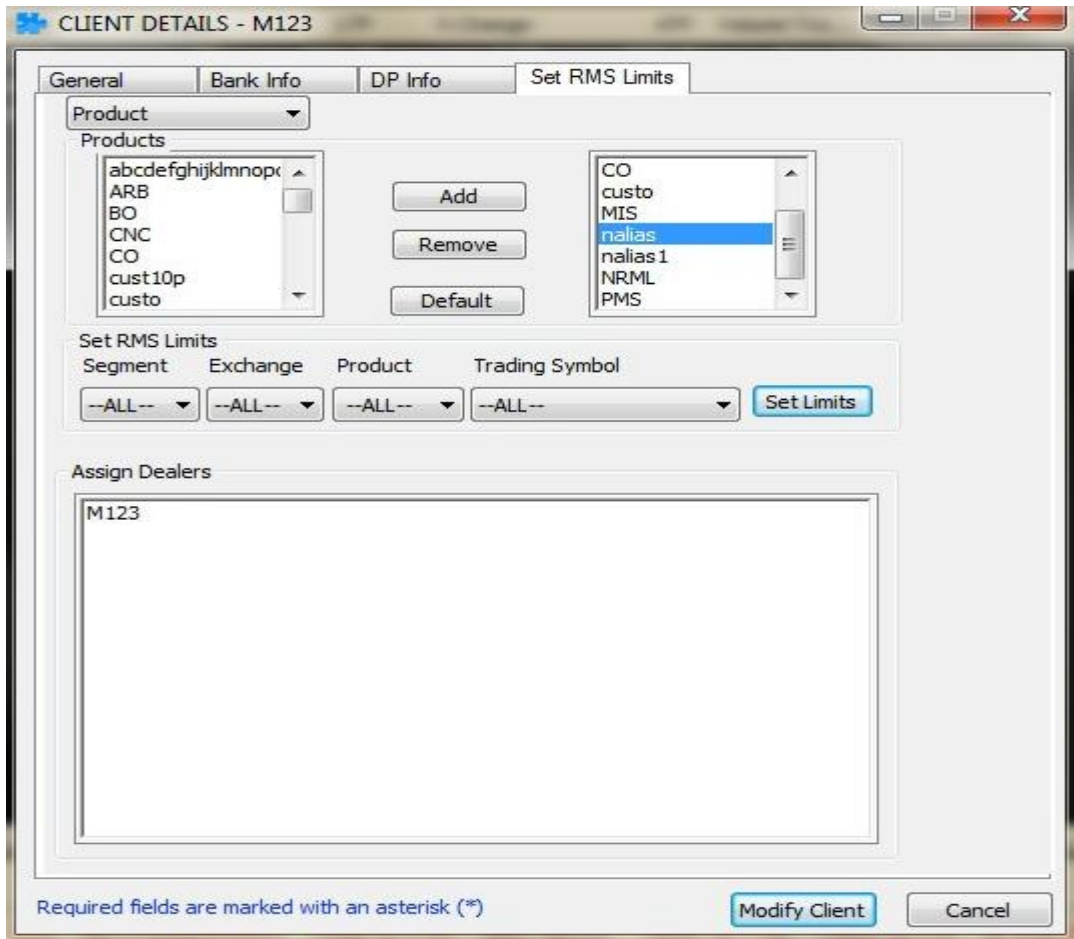 CLIENT DETAILS - M123
General Bank Info DP Info Set RMS Limits
Product
Products
abcdefghijklmnopc
ARB
BO
CNC
CO
cust10p
custo
Add
Remove
Default
CO
custo
MIS
nalias
nalias1
NRML
PMS
Set RMS Limits
Segment Exchange Product Trading Symbol
--ALL-- --ALL-- --ALL-- --ALL-- Set Limits
Assign Dealers
M123
Required fields are marked with an asterisk (*)
Modify Client Cancel